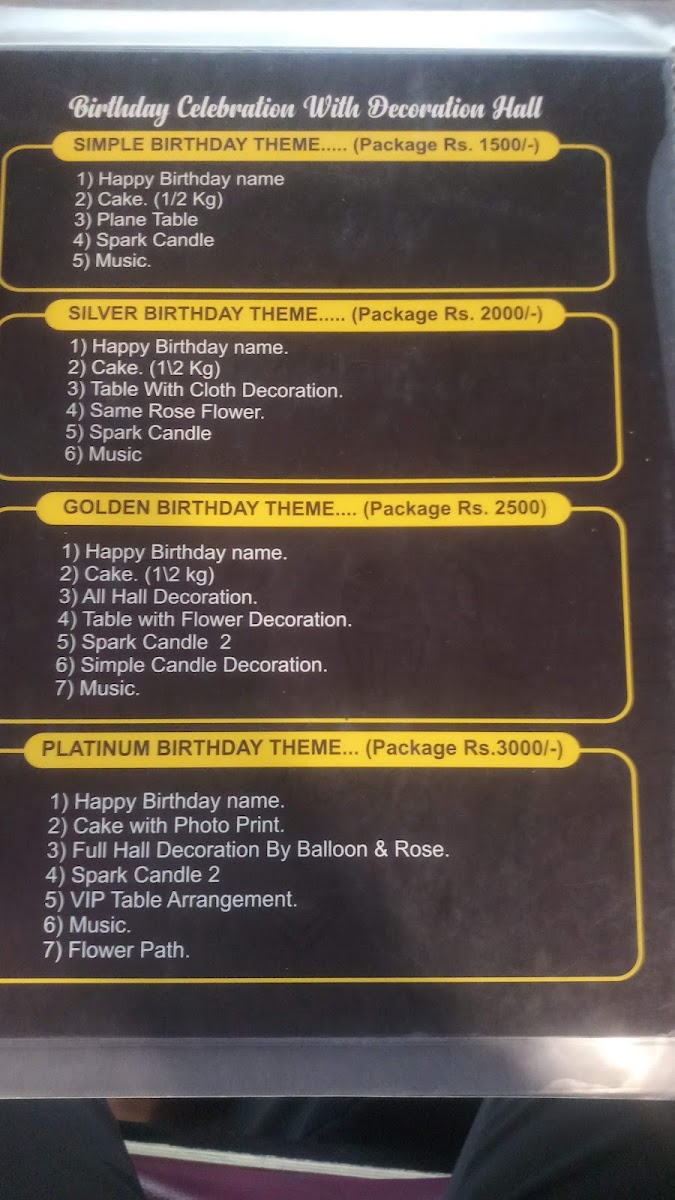 Birthday Celebration With Decoration Hall
SIMPLE BIRTHDAY THEME..... (Package Rs. 1500/-)
1) Happy Birthday name
2) Cake. (1/2 Kg)
3) Plane Table
4) Spark Candle
5) Music.
SILVER BIRTHDAY THEME..... (Package Rs. 2000/-)
1) Happy Birthday name.
2) Cake. (1\2 Kg)
3) Table With Cloth Decoration.
4) Same Rose Flower.
5) Spark Candle
6) Music
GOLDEN BIRTHDAY THEME.... (Package Rs. 2500)
1) Happy Birthday name.
2) Cake. (1\2 kg)
3) All Hall Decoration.
4) Table with Flower Decoration.
5) Spark Candle 2
6) Simple Candle Decoration.
7) Music.
PLATINUM BIRTHDAY THEME... (Package Rs.3000/-)
1) Happy Birthday name.
2) Cake with Photo Print.
3) Full Hall Decoration By Balloon & Rose.
4) Spark Candle 2
5) VIP Table Arrangement.
6) Music.
7) Flower Path.